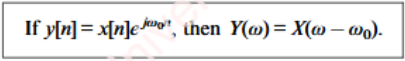 If y[n] = x[n]e^{jω₀n}, then Y(ω) = X(ω − ω₀).